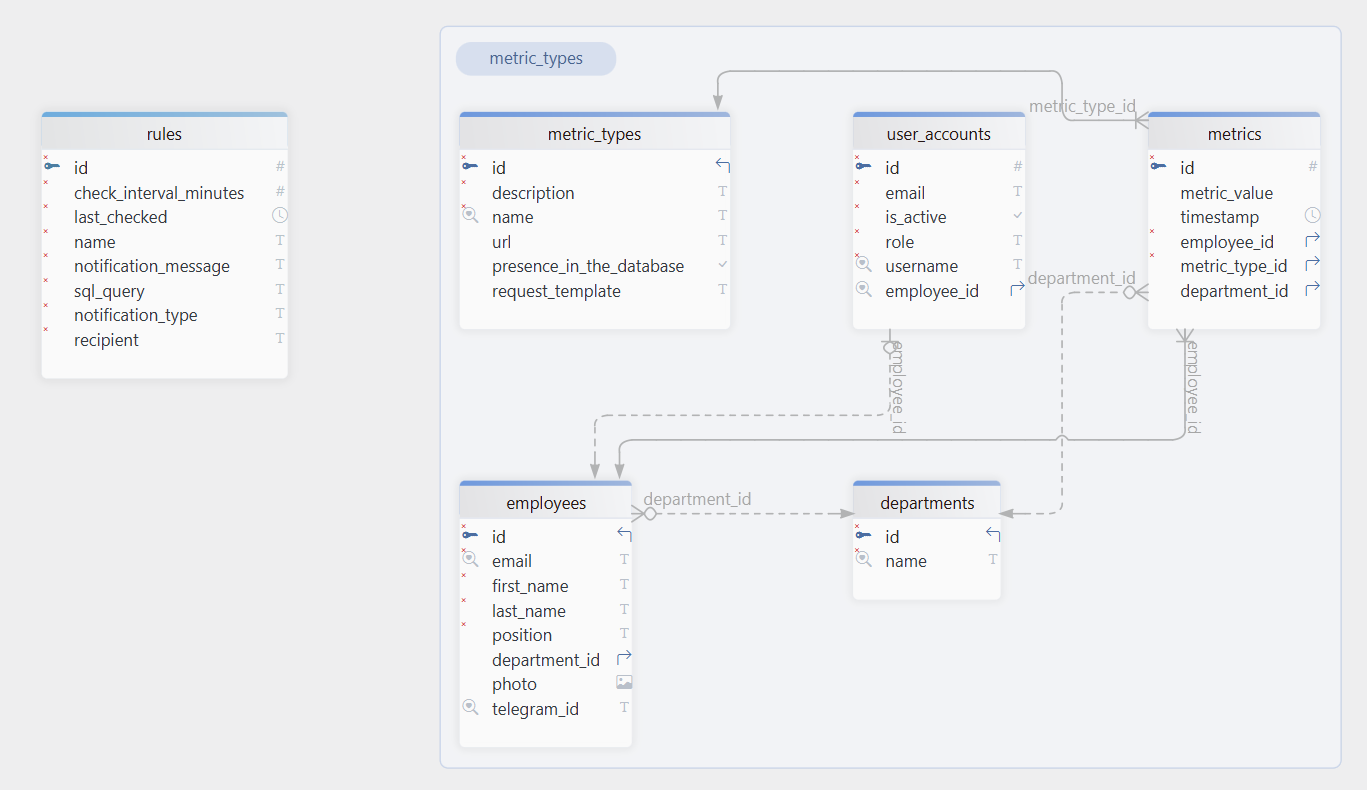 metric_types
rules
id #
check_interval_minutes #
last_checked
name T
notification_message T
sql_query T
notification_type T
recipient T
metric_types
id
description T
name T
url T
presence_in_the_database
request_template T
user_accounts
id #
email T
is_active
role T
username T
employee_id
metric_type_id
metrics
id #
metric_value
timestamp
employee_id
metric_type_id
department_id
department_id
employee_id
employee_id
employees
id
email T
first_name T
last_name T
position T
department_id
photo
telegram_id T
department_id
departments
id
name T